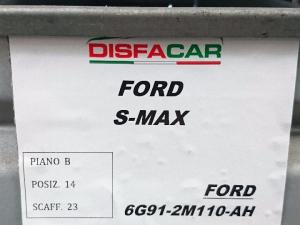 DISFACAR
FORD
S-MAX
PIANO B
POSIZ. 14
SCAFF. 23
FORD
6G91-2M110-AH